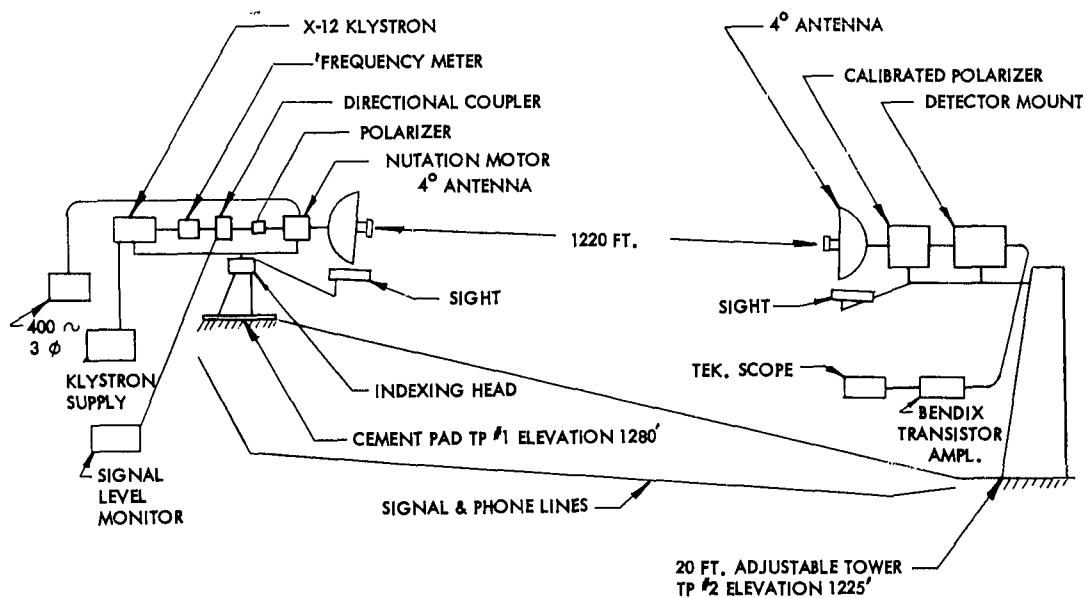 X-12 KLYSTRON
'FREQUENCY METER
DIRECTIONAL COUPLER
POLARIZER
NUTATION MOTOR
4° ANTENNA
4° ANTENNA
CALIBRATED POLARIZER
DETECTOR MOUNT
1220 FT.
SIGHT
SIGHT
400 ~
3 φ
KLYSTRON
SUPPLY
INDEXING HEAD
TEK. SCOPE
BENDIX
TRANSISTOR
AMPL.
CEMENT PAD TP #1 ELEVATION 1280'
SIGNAL
LEVEL
MONITOR
SIGNAL & PHONE LINES
20 FT. ADJUSTABLE TOWER
TP #2 ELEVATION 1225'